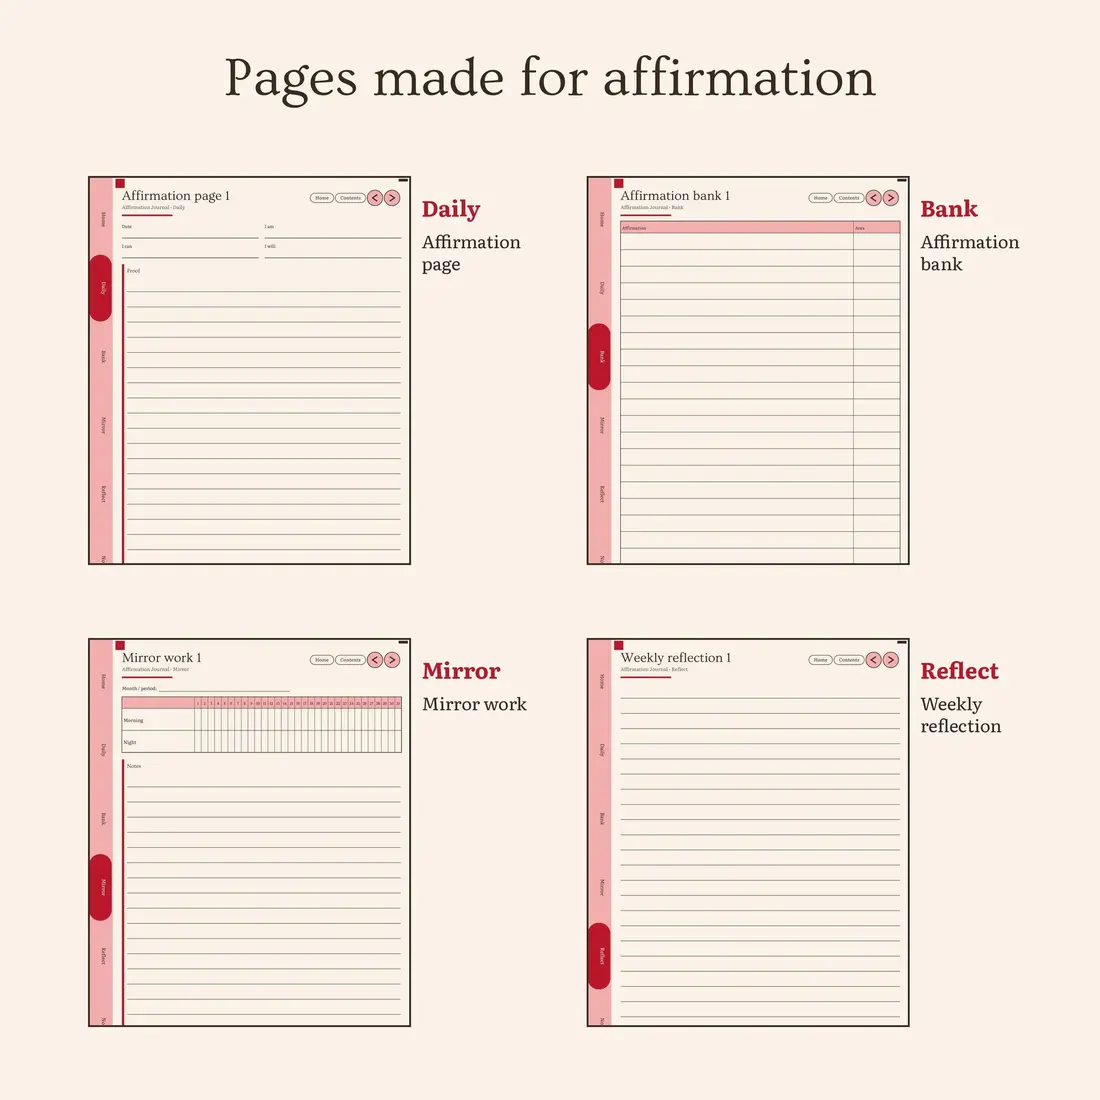 Pages made for affirmation
Affirmation page 1
Affirmation Journal · Daily
Home
Contents
<
>
Date
I am
I can
I will
Proof
Home
Daily
Bank
Mirror
Reflect
No
Daily
Affirmation
page
Affirmation bank 1
Affirmation Journal · Bank
Home
Contents
<
>
Affirmation
Area
Home
Daily
Bank
Mirror
Reflect
No
Bank
Affirmation
bank
Mirror work 1
Affirmation Journal · Mirror
Home
Contents
<
>
Month / period:
1 2 3 4 5 6 7 8 9 10 11 12 13 14 15 16 17 18 19 20 21 22 23 24 25 26 27 28 29 30 31
Morning
Night
Notes
Home
Daily
Bank
Mirror
Reflect
No
Mirror
Mirror work
Weekly reflection 1
Affirmation Journal · Reflect
Home
Contents
<
>
Home
Daily
Bank
Mirror
Reflect
No
Reflect
Weekly
reflection